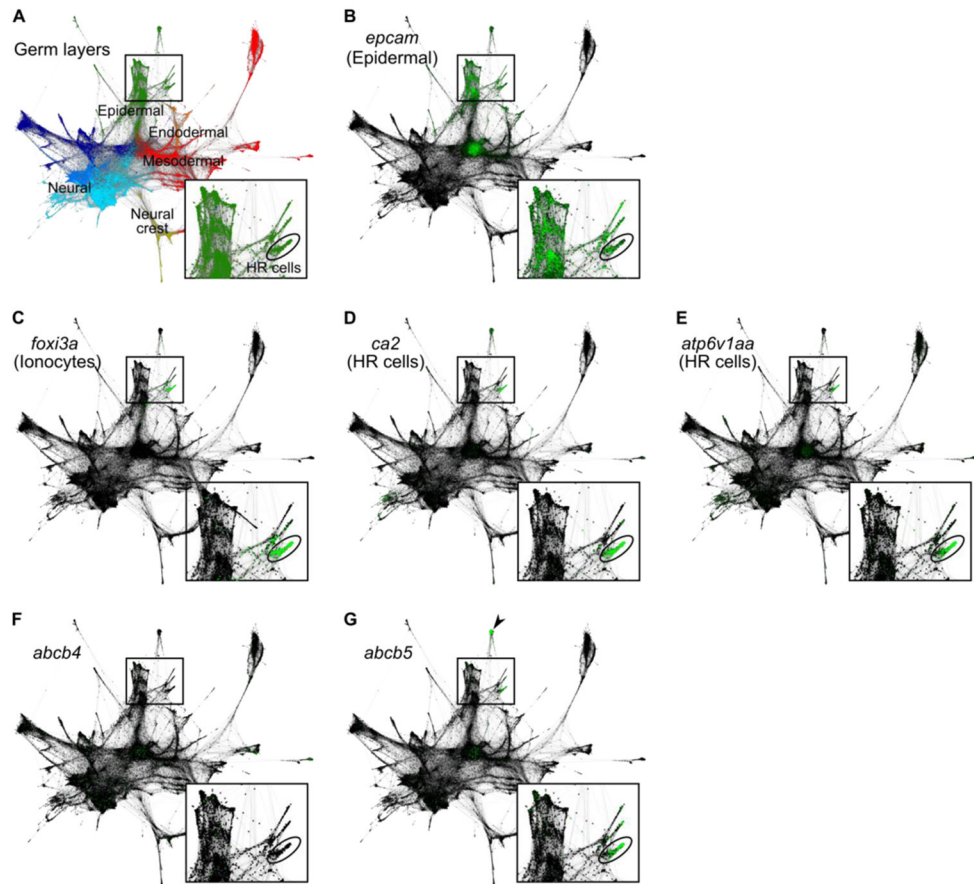 A
Germ layers
Epidermal
Endodermal
Mesodermal
Neural
Neural
crest
HR cells
B
epcam
(Epidermal)
C
foxi3a
(Ionocytes)
D
ca2
(HR cells)
E
atp6v1aa
(HR cells)
F
abcb4
G
abcb5